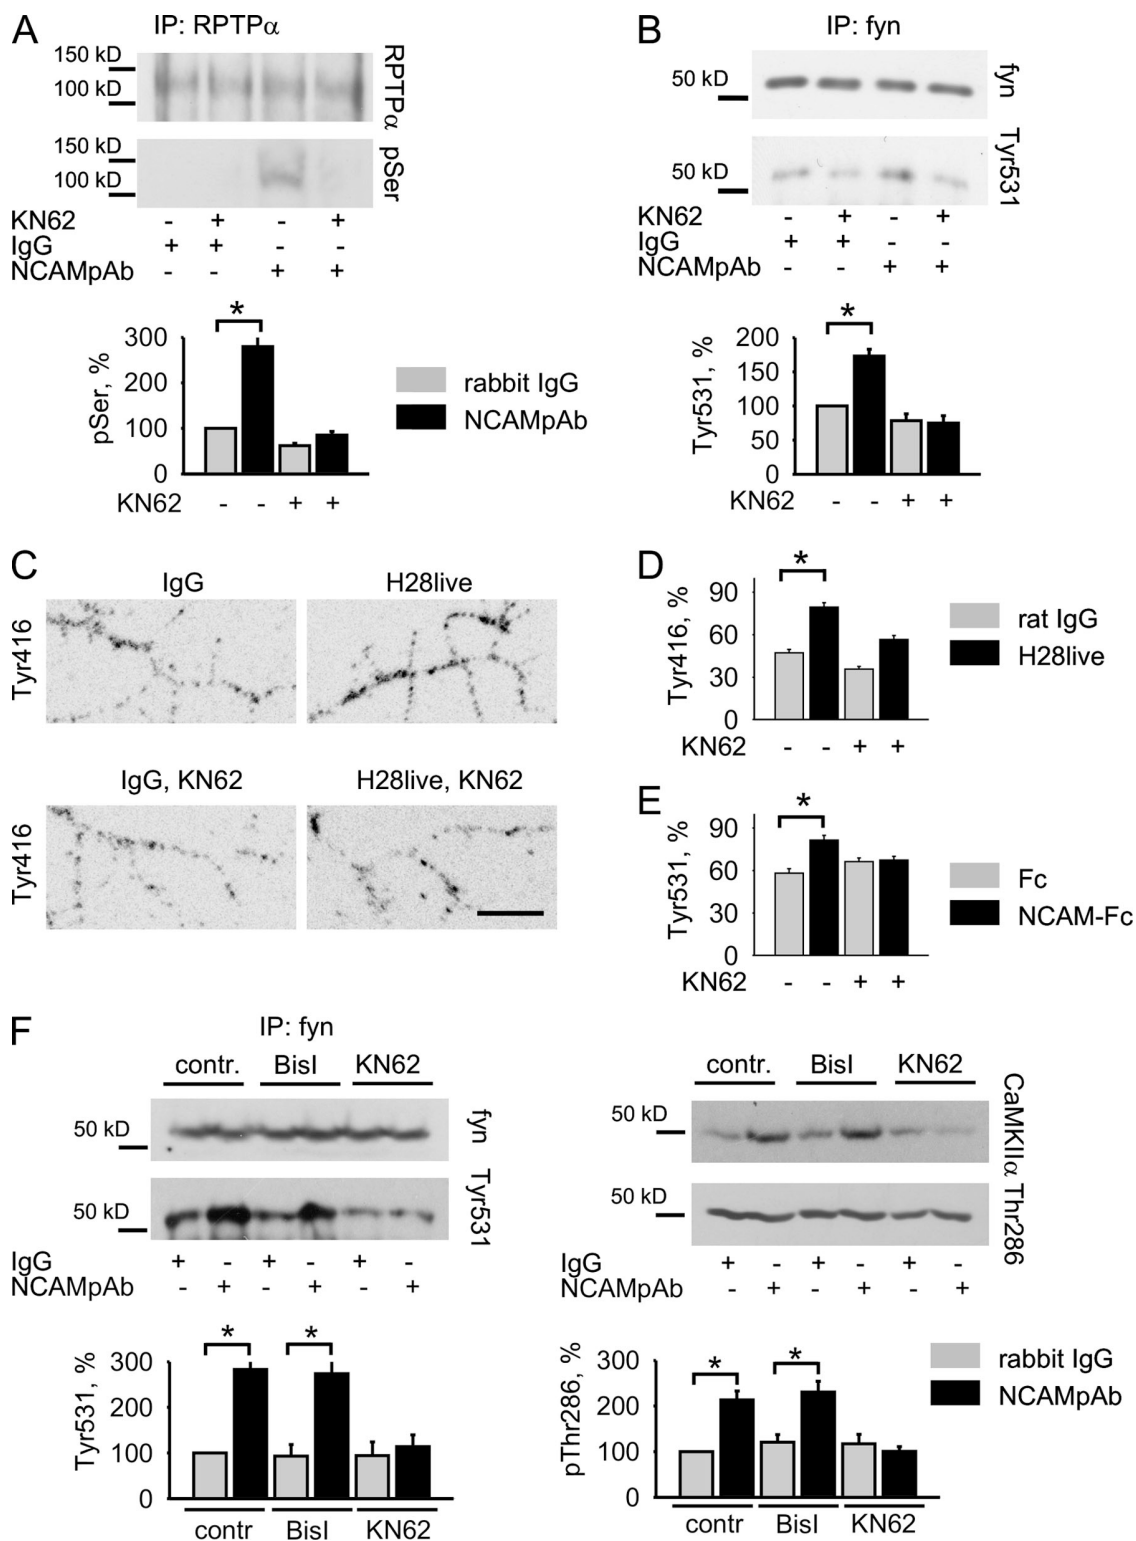 A
IP: RPTPα
150 kD
100 kD
RPTPα
150 kD
100 kD
pSer
KN62 - + - +
IgG + + - -
NCAMpAb - - + +
pSer, %
300
200
100
0
*
KN62 - - + +
rabbit IgG
NCAMpAb
B
IP: fyn
50 kD
fyn
50 kD
Tyr531
KN62 - + - +
IgG + + - -
NCAMpAb - - + +
Tyr531, %
200
150
100
50
0
*
KN62 - - + +
C
IgG
H28live
Tyr416
IgG, KN62
H28live, KN62
Tyr416
D
Tyr416, %
90
60
30
0
*
KN62 - - + +
rat IgG
H28live
E
Tyr531, %
90
60
30
0
*
KN62 - - + +
Fc
NCAM-Fc
F
IP: fyn
contr. BisI KN62
50 kD
fyn
50 kD
Tyr531
IgG + - + - + -
NCAMpAb - + - + - +
Tyr531, %
300
200
100
0
* *
contr BisI KN62
contr. BisI KN62
50 kD
50 kD
CaMKIIα Thr286
IgG + - + - + -
NCAMpAb - + - + - +
pThr286, %
300
200
100
0
* *
contr BisI KN62
rabbit IgG
NCAMpAb